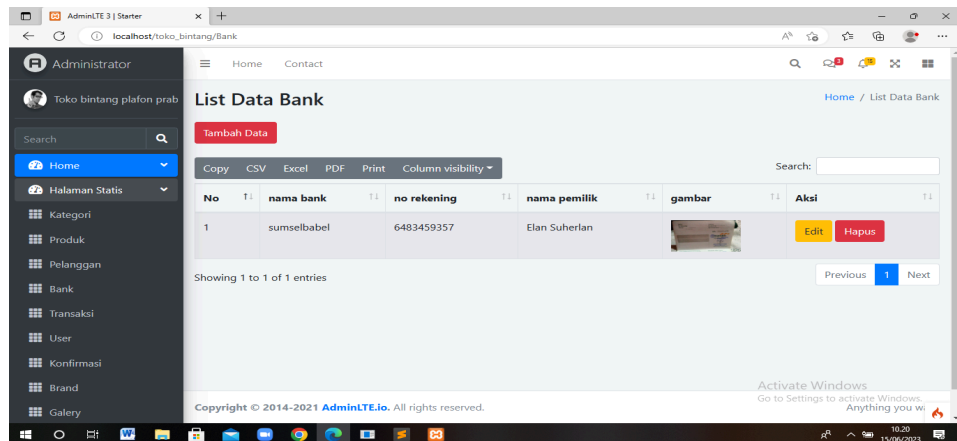 AdminLTE 3 | Starter
localhost/toko_bintang/Bank
Administrator
Home Contact
3 15
Toko bintang plafon prab
List Data Bank
Home / List Data Bank
Search
Tambah Data
Home
Copy CSV Excel PDF Print Column visibility
Search:
Halaman Statis
No nama bank no rekening nama pemilik gambar Aksi
Kategori
1 sumselbabel 6483459357 Elan Suherlan Edit Hapus
Produk
Pelanggan
Showing 1 to 1 of 1 entries
Previous 1 Next
Bank
Transaksi
User
Konfirmasi
Brand
Galery
Activate Windows
Go to Settings to activate Windows.
Copyright © 2014-2021 AdminLTE.io. All rights reserved.
Anything you
10.20
15/06/2023